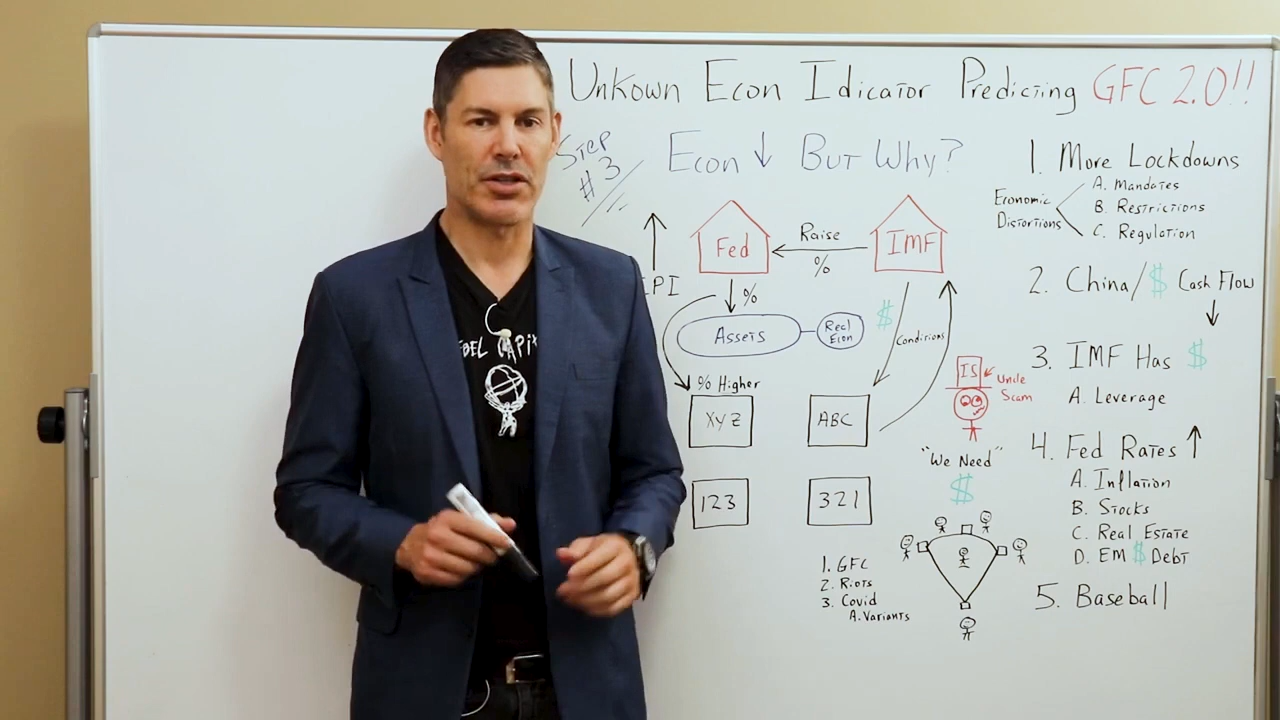 Unkown Econ Idicator Predicting GFC 2.0!!
Step
#3
Econ ↓ But Why?
Fed
Raise
%
IMF
%
Assets
Real
Econ
$
Conditions
% Higher
XYZ
ABC
123
321
IS
Uncle
Scam
"We Need"
$
1. GFC
2. Riots
3. Covid
A. Variants
1. More Lockdowns
Economic
Distortions
A. Mandates
B. Restrictions
C. Regulation
2. China/$ Cash Flow
↓
3. IMF Has $
A. Leverage
4. Fed Rates ↑
A. Inflation
B. Stocks
C. Real Estate
D. EM $ Debt
5. Baseball